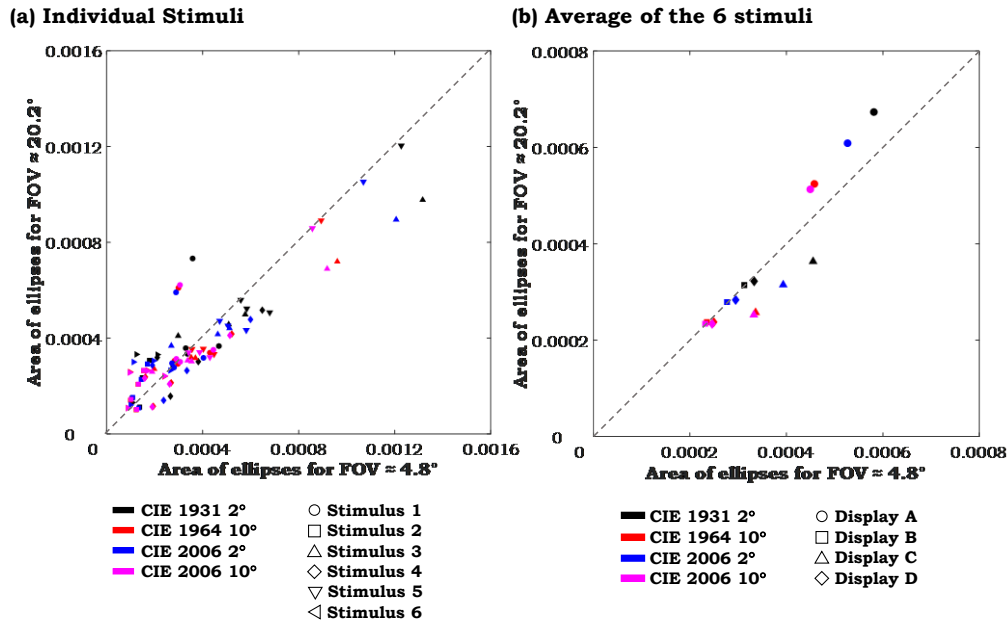 (a) Individual Stimuli
0.0016
0.0012
0.0008
0.0004
0
Area of ellipses for FOV ≈ 20.2°
0
0.0004
0.0008
0.0012
0.0016
Area of ellipses for FOV ≈ 4.8°
CIE 1931 2°
CIE 1964 10°
CIE 2006 2°
CIE 2006 10°
Stimulus 1
Stimulus 2
Stimulus 3
Stimulus 4
Stimulus 5
Stimulus 6
(b) Average of the 6 stimuli
0.0008
0.0006
0.0004
0.0002
0
Area of ellipses for FOV ≈ 20.2°
0
0.0002
0.0004
0.0006
0.0008
Area of ellipses for FOV ≈ 4.8°
CIE 1931 2°
CIE 1964 10°
CIE 2006 2°
CIE 2006 10°
Display A
Display B
Display C
Display D